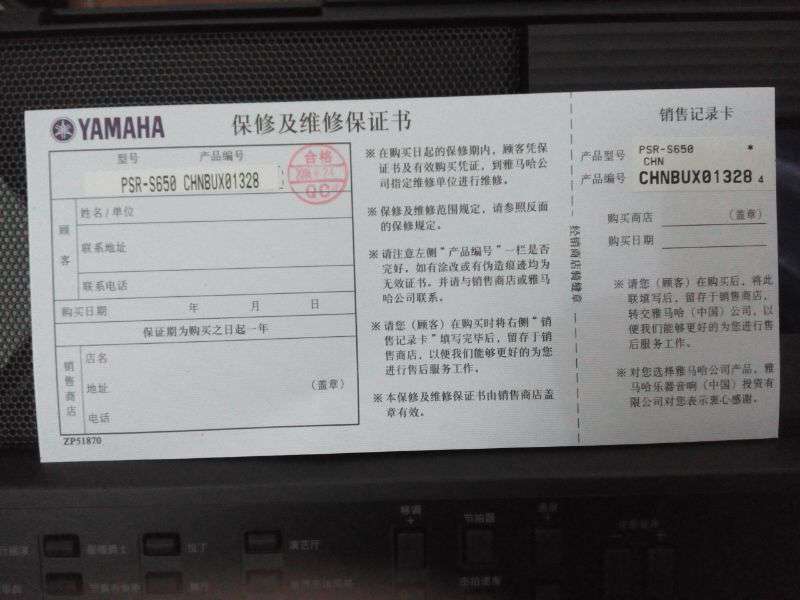 YAMAHA
保修及维修保证书
型号 产品编号
PSR-S650 CHNBUX01328
合格
QC
顾客
姓名/单位
联系地址
联系电话
购买日期 年 月 日
保证期为购买之日起一年
销售商店
店名
地址 (盖章)
电话
ZP51870
※在购买日起的保修期内，顾客凭保
证书及有效购买凭证，到雅马哈公
司指定维修单位进行维修。
※保修及维修范围规定，请参照反面
的保修规定。
※请注意左侧"产品编号"一栏是否
完好，如有涂改或有伪造痕迹均为
无效证书。并请与销售商店或雅马
哈公司联系。
※请您（顾客）在购买时将右侧"销
售记录卡"填写完毕后，留存于销
售商店，以便我们能够更好的为您
进行售后服务工作。
※本保修及维修保证书由销售商店盖
章有效。
经销商店骑缝章
销售记录卡
产品型号 PSR-S650 *
CHN
产品编号 CHNBUX01328 4
购买商店 (盖章)
购买日期
※请您（顾客）在购买后，将此
联填写后，留存于销售商店，
转交雅马哈（中国）公司，以
便我们能够更好的为您进行售
后服务工作。
※对您选择雅马哈公司产品，雅
马哈乐器音响（中国）投资有
限公司对您表示衷心感谢。
节拍器
演艺厅